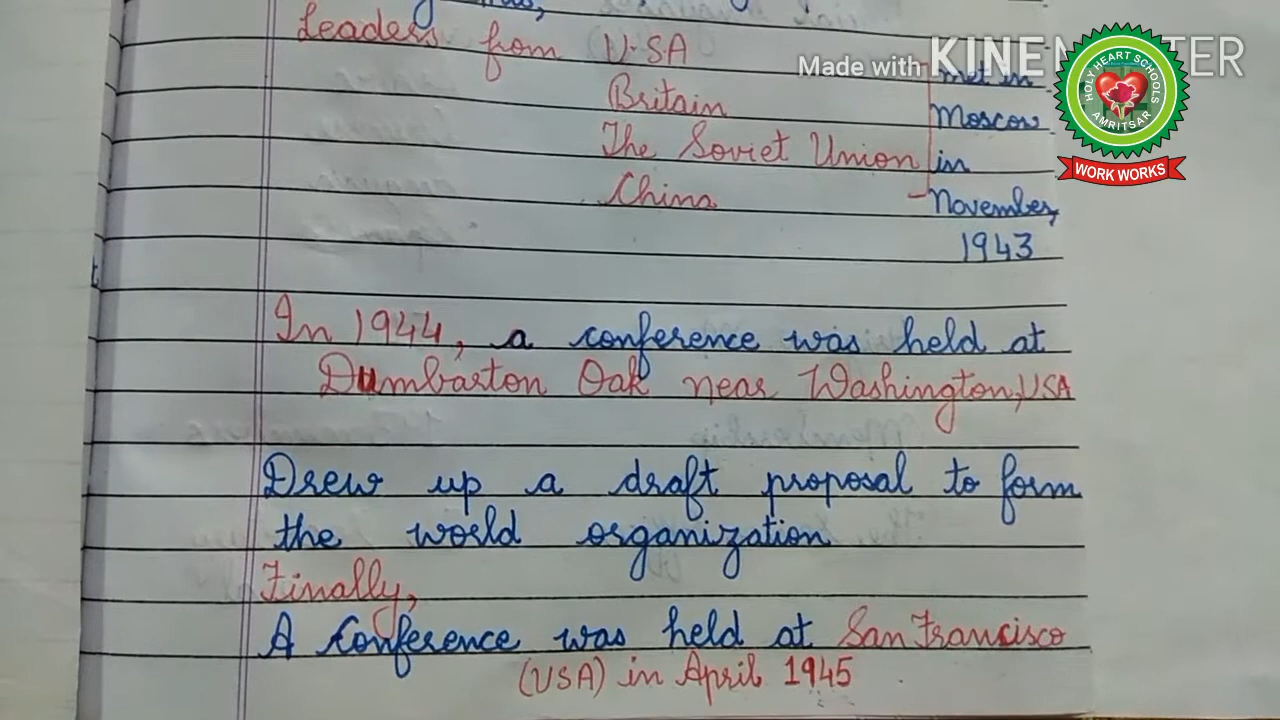 Leaders from U.SA
Britain
The Soviet Union
China
met in
Moscow
in
November,
1943
In 1944, a conference was held at
Dumbarton Oak near Washington, USA
Drew up a draft proposal to form
the world organization
Finally,
A Conference was held at San Francisco
(USA) in April 1945
Made with KINEMASTER
HOLY HEART SCHOOLS
AMRITSAR
WORK WORKS